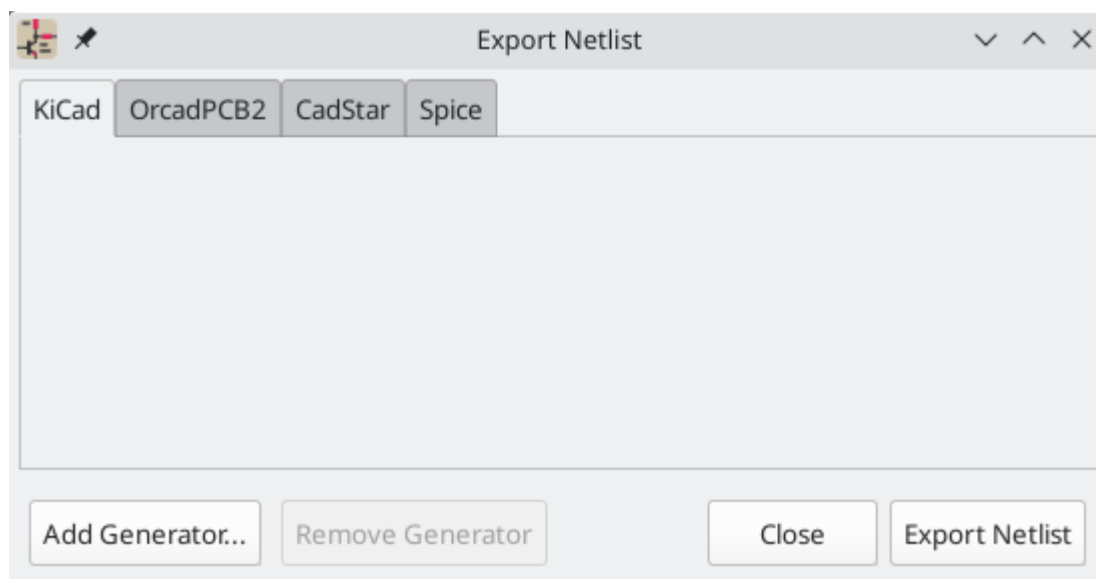 Export Netlist
KiCad OrcadPCB2 CadStar Spice
Add Generator... Remove Generator Close Export Netlist